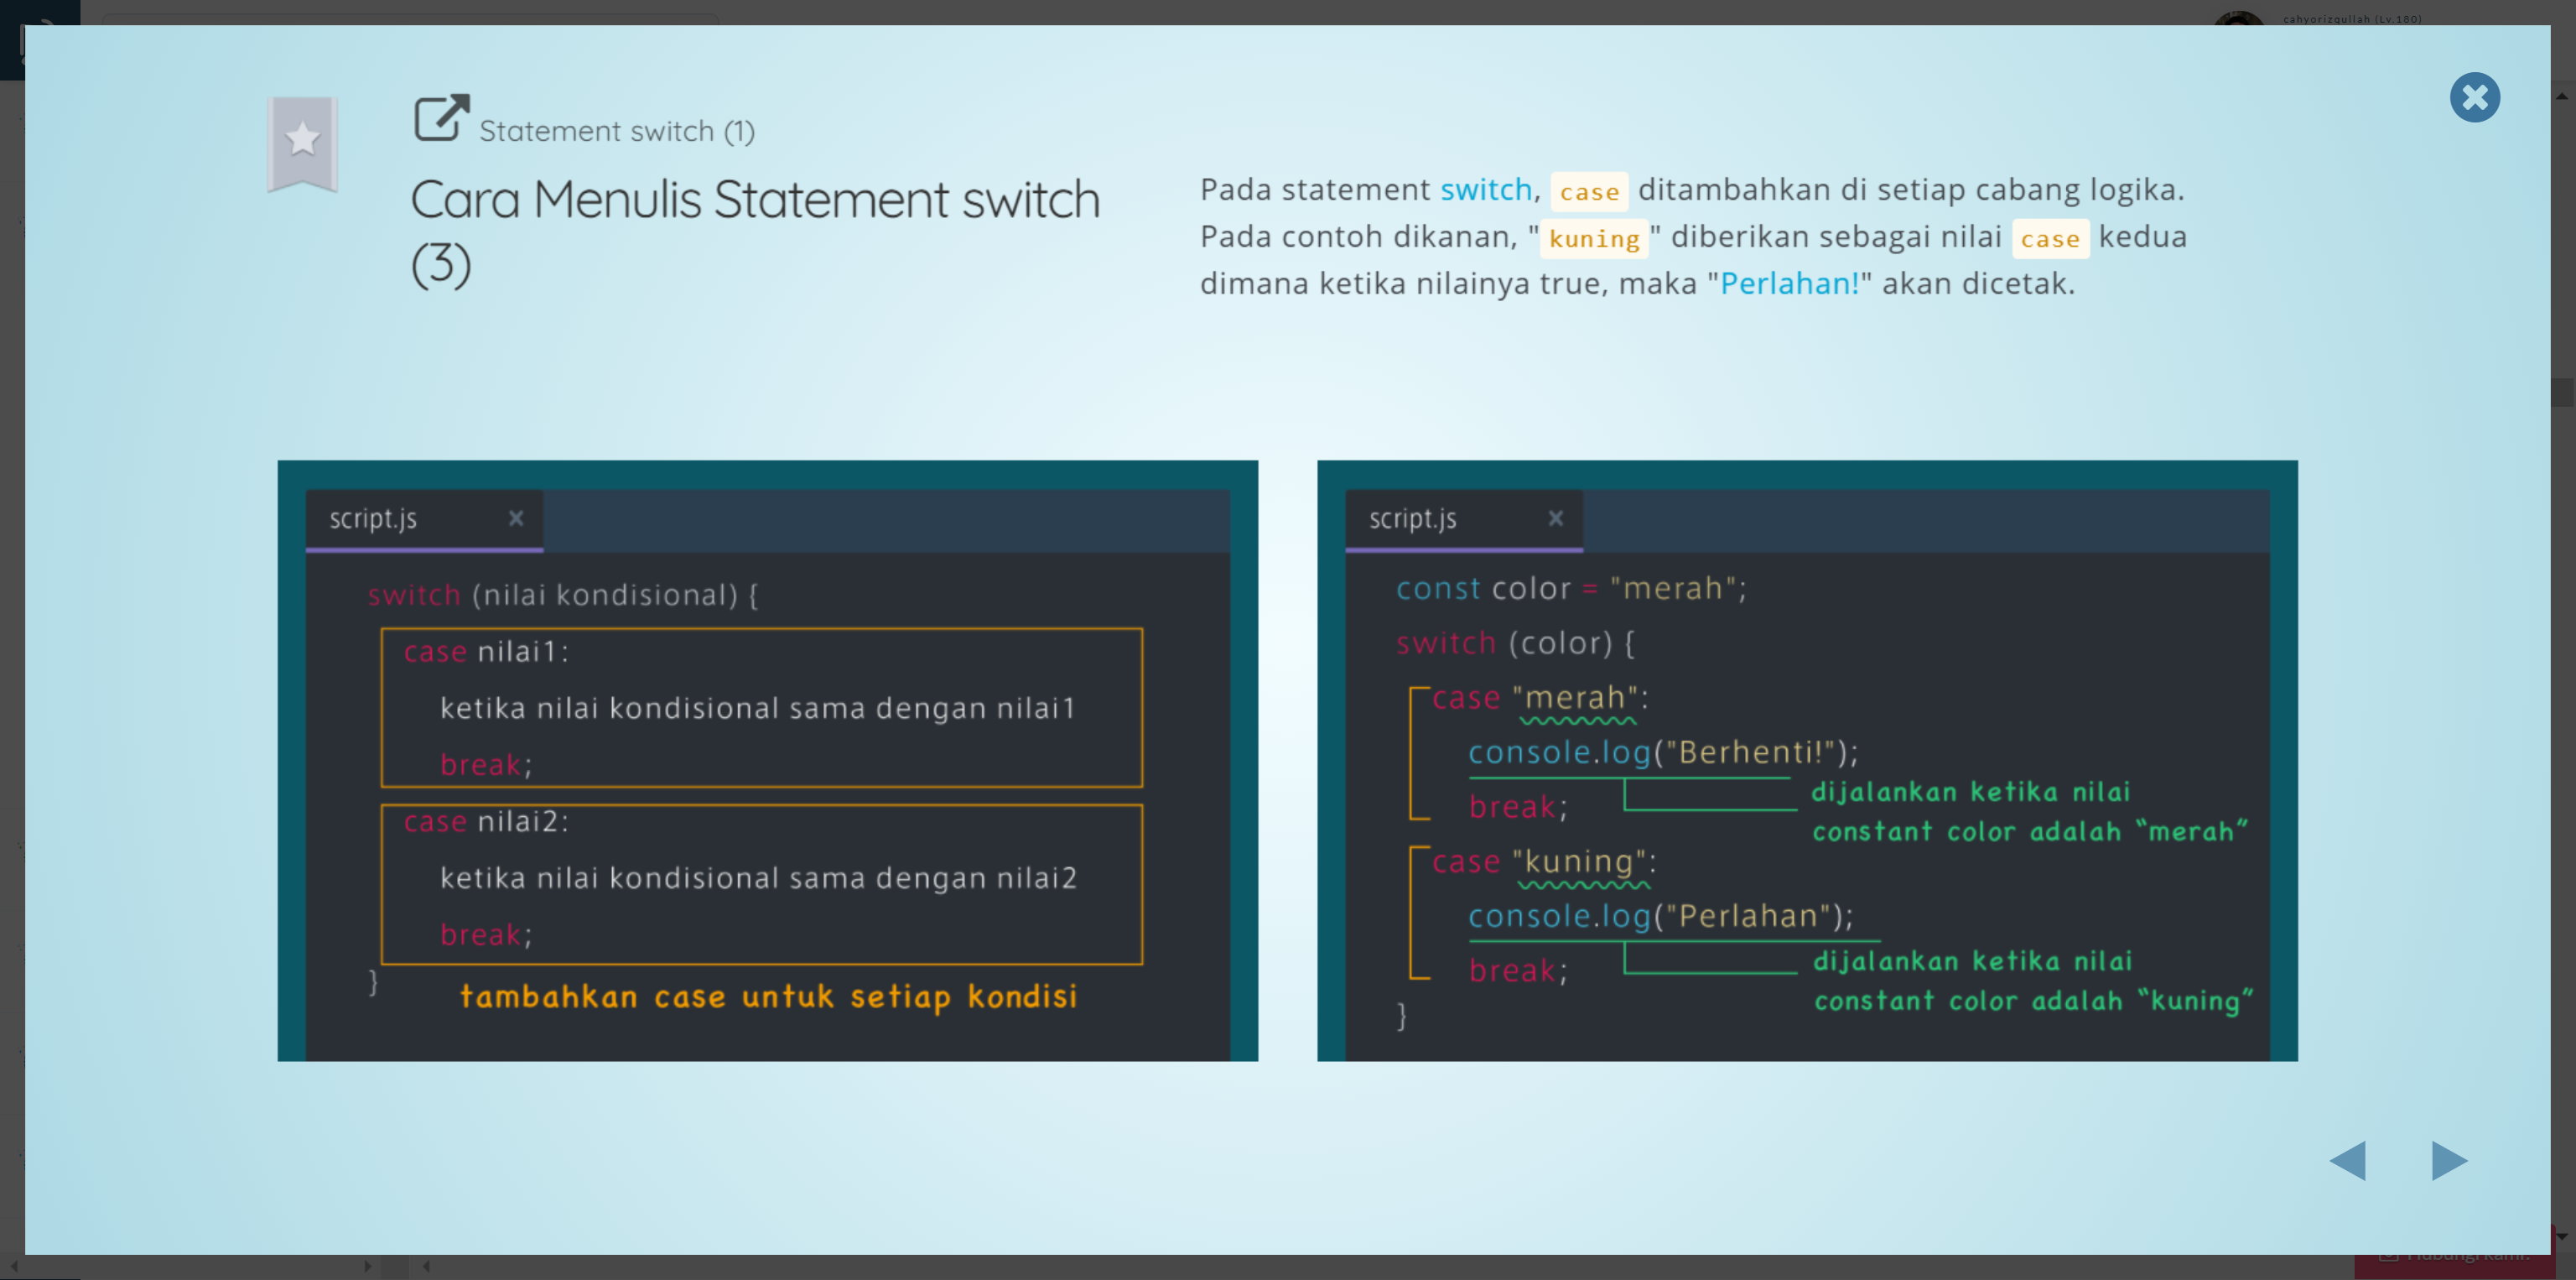 cahyorizqullah (Lv.180)
Statement switch (1)
Cara Menulis Statement switch
(3)
Pada statement switch, case ditambahkan di setiap cabang logika.
Pada contoh dikanan, "kuning" diberikan sebagai nilai case kedua
dimana ketika nilainya true, maka "Perlahan!" akan dicetak.
script.js
switch (nilai kondisional) {
case nilai1:
ketika nilai kondisional sama dengan nilai1
break;
case nilai2:
ketika nilai kondisional sama dengan nilai2
break;
}
tambahkan case untuk setiap kondisi
script.js
const color = "merah";
switch (color) {
case "merah":
console.log("Berhenti!");
dijalankan ketika nilai
break;
constant color adalah “merah”
case "kuning":
console.log("Perlahan");
dijalankan ketika nilai
break;
constant color adalah “kuning”
}